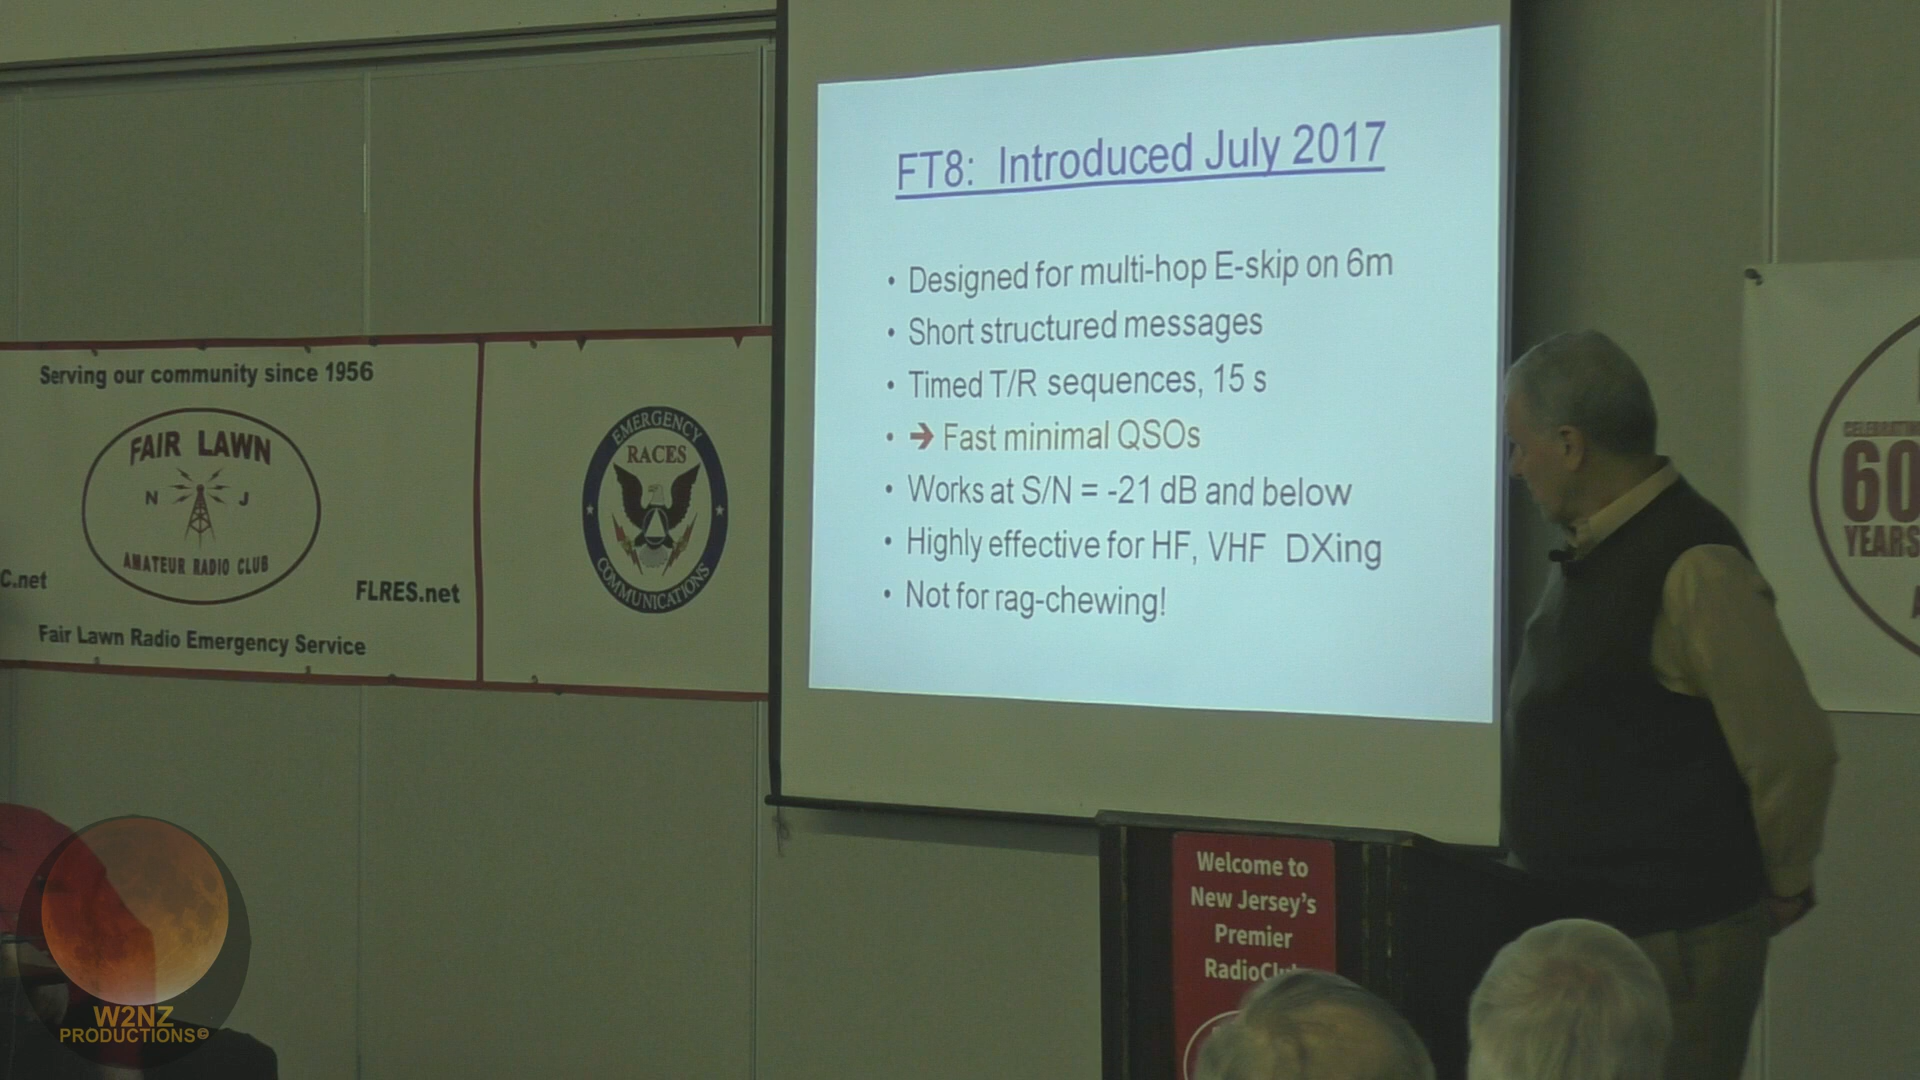 FT8: Introduced July 2017
• Designed for multi-hop E-skip on 6m
• Short structured messages
• Timed T/R sequences, 15 s
• ➔ Fast minimal QSOs
• Works at S/N = -21 dB and below
• Highly effective for HF, VHF DXing
• Not for rag-chewing!
Serving our community since 1956
FAIR LAWN
N J
AMATEUR RADIO CLUB
C.net
FLRES.net
Fair Lawn Radio Emergency Service
EMERGENCY
RACES
COMMUNICATIONS
60
YEARS
Welcome to
New Jersey's
Premier
W2NZ
PRODUCTIONS©